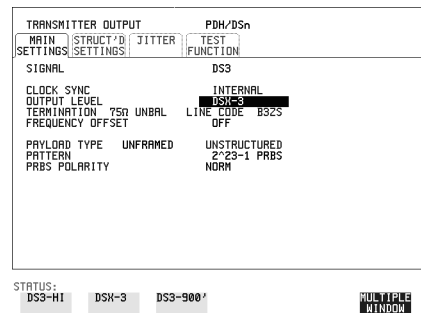 TRANSMITTER OUTPUT PDH/DSn
MAIN SETTINGS
STRUCT'D SETTINGS
JITTER
TEST FUNCTION
SIGNAL DS3
CLOCK SYNC INTERNAL
OUTPUT LEVEL DSX-3
TERMINATION 75Ω UNBAL LINE CODE B3ZS
FREQUENCY OFFSET OFF
PAYLOAD TYPE UNFRAMED UNSTRUCTURED
PATTERN 2^23-1 PRBS
PRBS POLARITY NORM
STATUS:
DS3-HI DSX-3 DS3-900' MULTIPLE WINDOW